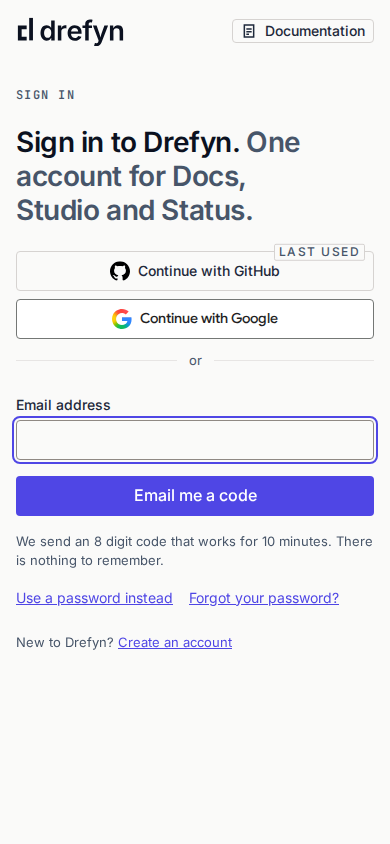 drefyn
Documentation
SIGN IN
Sign in to Drefyn. One
account for Docs,
Studio and Status.
LAST USED
Continue with GitHub
Continue with Google
or
Email address
Email me a code
We send an 8 digit code that works for 10 minutes. There
is nothing to remember.
Use a password instead Forgot your password?
New to Drefyn? Create an account